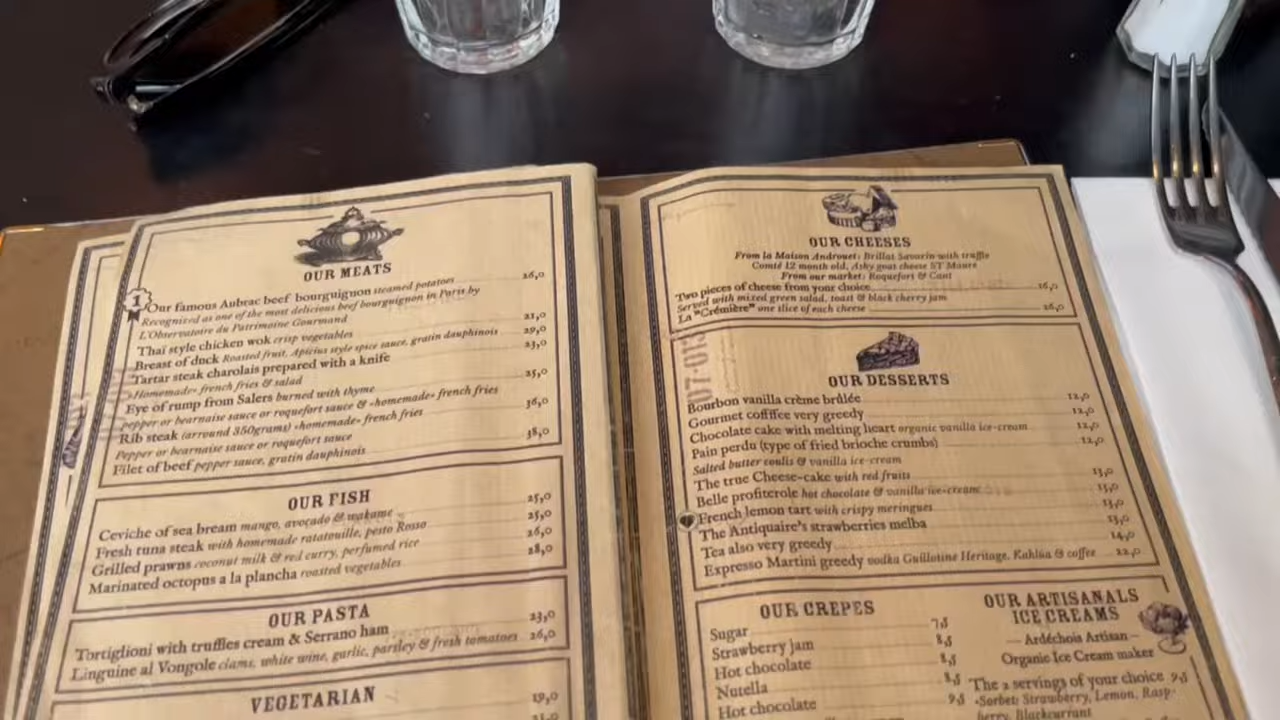 OUR MEATS
1
Our famous Aubrac beef bourguignon steamed potatoes 26,0
Recognized as one of the most delicious beef bourguignon in Paris by
L'Observatoire du Patrimoine Gourmand
Thaï style chicken wok crisp vegetables 21,0
Breast of duck Roasted fruit, Apicius style spice sauce, gratin dauphinois 29,0
Tartar steak charolais prepared with a knife 23,0
«Homemade» french fries & salad
Eye of rump from Salers burned with thyme 25,0
pepper or bearnaise sauce or roquefort sauce & «homemade» french fries
Rib steak (arround 350grams) «homemade» french fries 36,0
Pepper or bearnaise sauce or roquefort sauce
Filet of beef pepper sauce, gratin dauphinois 38,0
OUR FISH
Ceviche of sea bream mango, avocado & wakame 25,0
Fresh tuna steak with homemade ratatouille, pesto Rosso 25,0
Grilled prawns coconut milk & red curry, perfumed rice 26,0
Marinated octopus a la plancha roasted vegetables 28,0
OUR PASTA
Tortiglioni with truffles cream & Serrano ham 23,0
Linguine al Vongole clams, white wine, garlic, parsley & fresh tomatoes 26,0
VEGETARIAN
19,0
OUR CHEESES
From la Maison Androuet: Brillat Savarin with truffle
Comté 12 month old, Ashy goat cheese ST Maure
From our market: Roquefort & Cant
Two pieces of cheese from your choice 16,0
Served with mixed green salad, toast & black cherry jam
La "Crémière" one slice of each cheese 26,0
OUR DESSERTS
Bourbon vanilla crème brûlée 12,0
Gourmet cofffee very greedy 12,0
Chocolate cake with melting heart organic vanilla ice-cream 12,0
Pain perdu (type of fried brioche crumbs) 12,0
Salted butter coulis & vanilla ice-cream
The true Cheese-cake with red fruits 13,0
Belle profiterole hot chocolate & vanilla ice-cream 15,0
French lemon tart with crispy meringues 13,0
The Antiquaire's strawberries melba 13,0
Tea also very greedy 14,0
Expresso Martini greedy vodka Guillotine Heritage, Kahlùa & coffee 22,0
OUR CREPES
Sugar 7,5
Strawberry jam 8,5
Hot chocolate 8,5
Nutella 8,5
Hot chocolate 9,5
OUR ARTISANALS
ICE CREAMS
— Ardéchois Artisan —
Organic Ice Cream maker
The 2 servings of your choice 9,5
•Sorbet: Strawberry, Lemon, Rasp-
berry, Blackcurrant